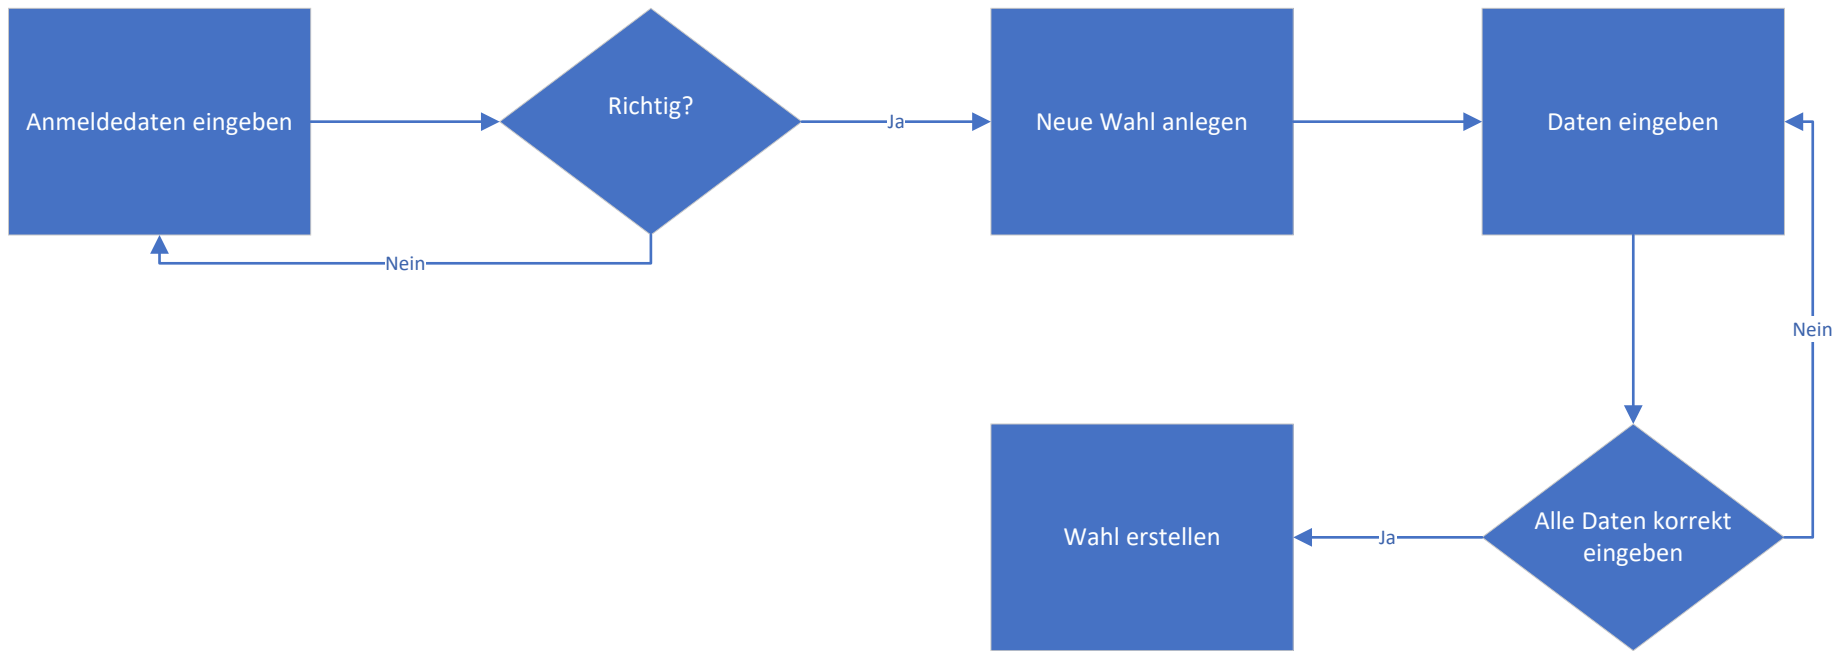 Anmeldedaten eingeben
Richtig?
Ja
Neue Wahl anlegen
Daten eingeben
Nein
Nein
Wahl erstellen
Ja
Alle Daten korrekt
eingeben